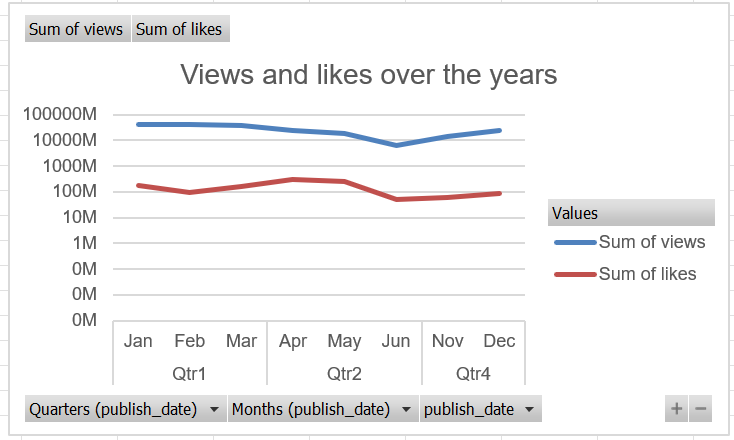 Sum of views Sum of likes
Views and likes over the years
100000M
10000M
1000M
100M
10M
1M
0M
0M
0M
Jan Feb Mar Apr May Jun Nov Dec
Qtr1 Qtr2 Qtr4
Values
Sum of views
Sum of likes
Quarters (publish_date) Months (publish_date) publish_date
+ −